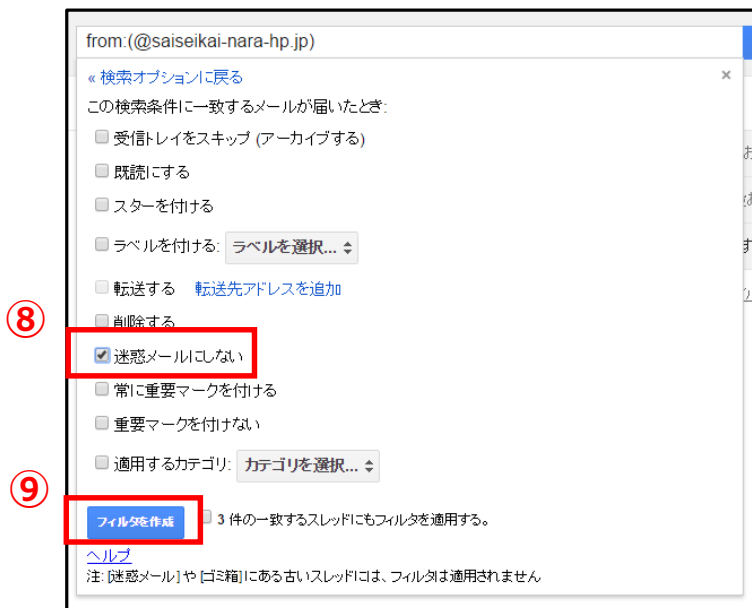 from:(@saiseikai-nara-hp.jp)
« 検索オプションに戻る ×
この検索条件に一致するメールが届いたとき:
受信トレイをスキップ (アーカイブする)
既読にする
スターを付ける
ラベルを付ける: ラベルを選択...
転送する 転送先アドレスを追加
削除する
⑧
迷惑メールにしない
常に重要マークを付ける
重要マークを付けない
適用するカテゴリ: カテゴリを選択...
⑨
フィルタを作成 3 件の一致するスレッドにもフィルタを適用する。
ヘルプ
注: [迷惑メール] や [ゴミ箱] にある古いスレッドには、フィルタは適用されません